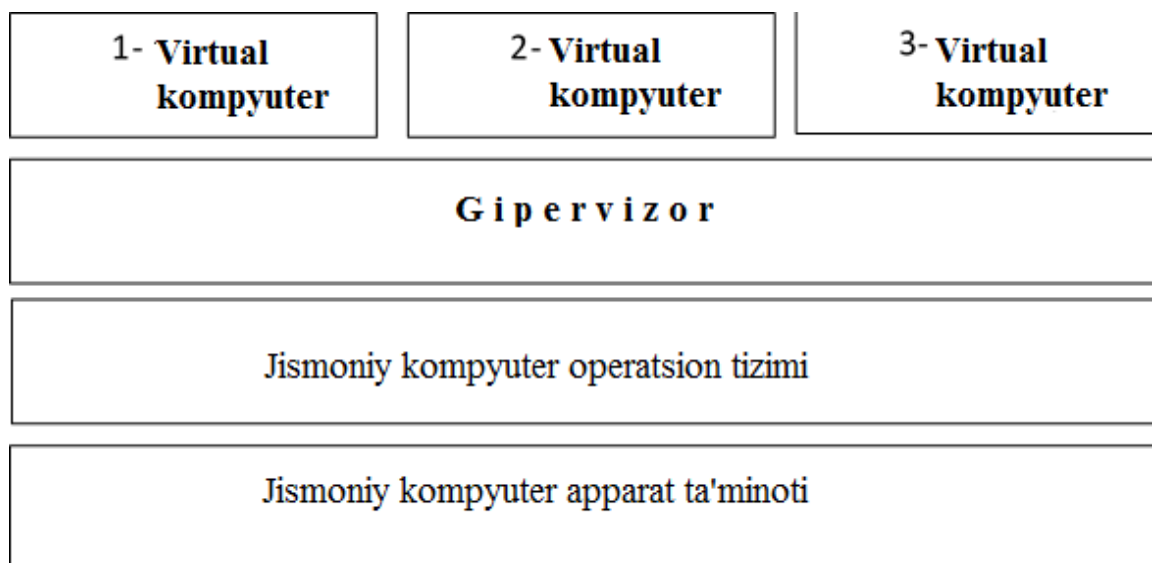 1- Virtual
kompyuter
2- Virtual
kompyuter
3- Virtual
kompyuter
G i p e r v i z o r
Jismoniy kompyuter operatsion tizimi
Jismoniy kompyuter apparat ta'minoti